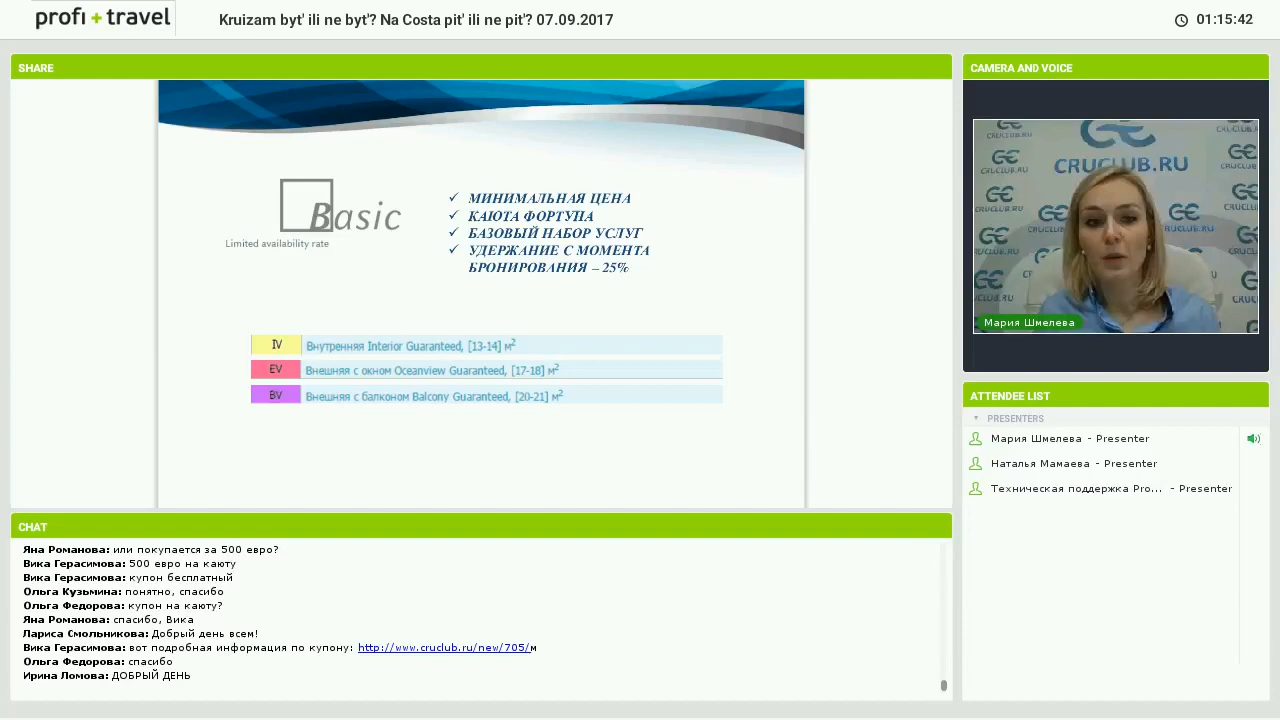 profi + travel
Kruizam byt' ili ne byt'? Na Costa pit' ili ne pit'? 07.09.2017
01:15:42
SHARE
Basic
Limited availability rate
✓ МИНИМАЛЬНАЯ ЦЕНА
✓ КАЮТА ФОРТУНА
✓ БАЗОВЫЙ НАБОР УСЛУГ
✓ УДЕРЖАНИЕ С МОМЕНТА
БРОНИРОВАНИЯ – 25%
IV Внутренняя Interior Guaranteed, [13-14] м²
EV Внешняя с окном Oceanview Guaranteed, [17-18] м²
BV Внешняя с балконом Balcony Guaranteed, [20-21] м²
CAMERA AND VOICE
CRUCLUB.RU
Мария Шмелева
ATTENDEE LIST
PRESENTERS
Мария Шмелева - Presenter
Наталья Мамаева - Presenter
Техническая поддержка Pro... - Presenter
CHAT
Яна Романова: или покупается за 500 евро?
Вика Герасимова: 500 евро на каюту
Вика Герасимова: купон бесплатный
Ольга Кузьмина: понятно, спасибо
Ольга Федорова: купон на каюту?
Яна Романова: спасибо, Вика
Лариса Смольникова: Добрый день всем!
Вика Герасимова: вот подробная информация по купону: http://www.cruclub.ru/new/705/м
Ольга Федорова: спасибо
Ирина Ломова: ДОБРЫЙ ДЕНЬ